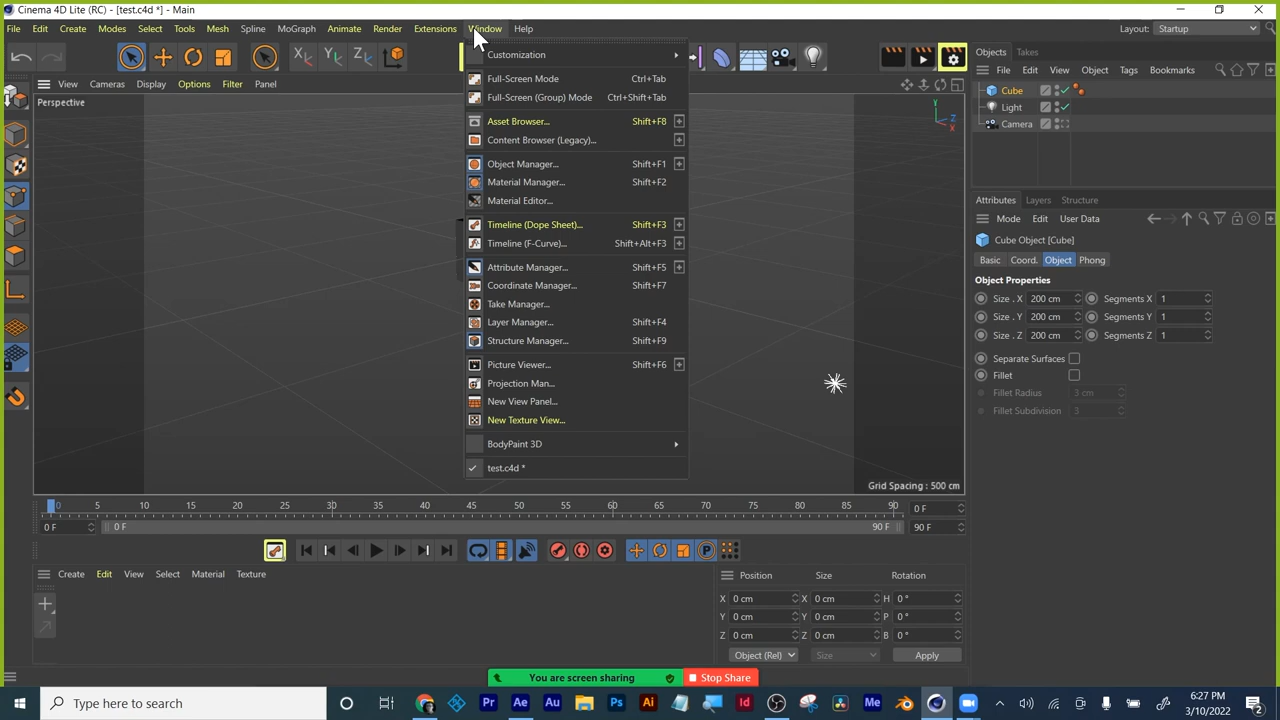 Cinema 4D Lite (RC) - [test.c4d *] - Main
File Edit Create Modes Select Tools Mesh Spline MoGraph Animate Render Extensions Window Help
Layout: Startup
X Y Z
View Cameras Display Options Filter Panel
Perspective
Customization
Full-Screen Mode Ctrl+Tab
Full-Screen (Group) Mode Ctrl+Shift+Tab
Asset Browser... Shift+F8
Content Browser (Legacy)...
Object Manager... Shift+F1
Material Manager... Shift+F2
Material Editor...
Timeline (Dope Sheet)... Shift+F3
Timeline (F-Curve)... Shift+Alt+F3
Attribute Manager... Shift+F5
Coordinate Manager... Shift+F7
Take Manager...
Layer Manager... Shift+F4
Structure Manager... Shift+F9
Picture Viewer... Shift+F6
Projection Man...
New View Panel...
New Texture View...
BodyPaint 3D
test.c4d *
Y
Z
X
Grid Spacing : 500 cm
Objects Takes
File Edit View Object Tags Bookmarks
Cube
Light
Camera
Attributes Layers Structure
Mode Edit User Data
Cube Object [Cube]
Basic Coord. Object Phong
Object Properties
Size . X 200 cm Segments X 1
Size . Y 200 cm Segments Y 1
Size . Z 200 cm Segments Z 1
Separate Surfaces
Fillet
Fillet Radius 3 cm
Fillet Subdivision 3
0 5 10 15 20 25 30 35 40 45 50 55 60 65 70 75 80 85 90 0 F
0 F 0 F 90 F 90 F
P
Create Edit View Select Material Texture
Position Size Rotation
X 0 cm X 0 cm H 0 °
Y 0 cm Y 0 cm P 0 °
Z 0 cm Z 0 cm B 0 °
Object (Rel) Size Apply
You are screen sharing Stop Share
Type here to search
Pr Ae Au Ps Ai Id Me
6:27 PM
3/10/2022
2